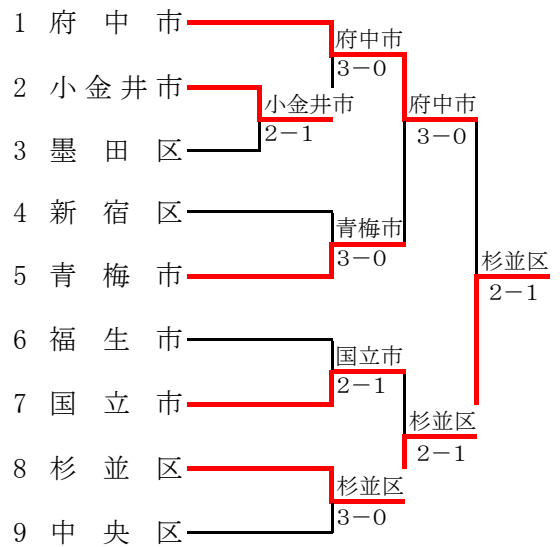 1 府中市
2 小金井市
3 墨田区
4 新宿区
5 青梅市
6 福生市
7 国立市
8 杉並区
9 中央区
府中市
3－0
小金井市
2－1
青梅市
3－0
国立市
2－1
杉並区
3－0
府中市
3－0
杉並区
2－1
杉並区
2－1